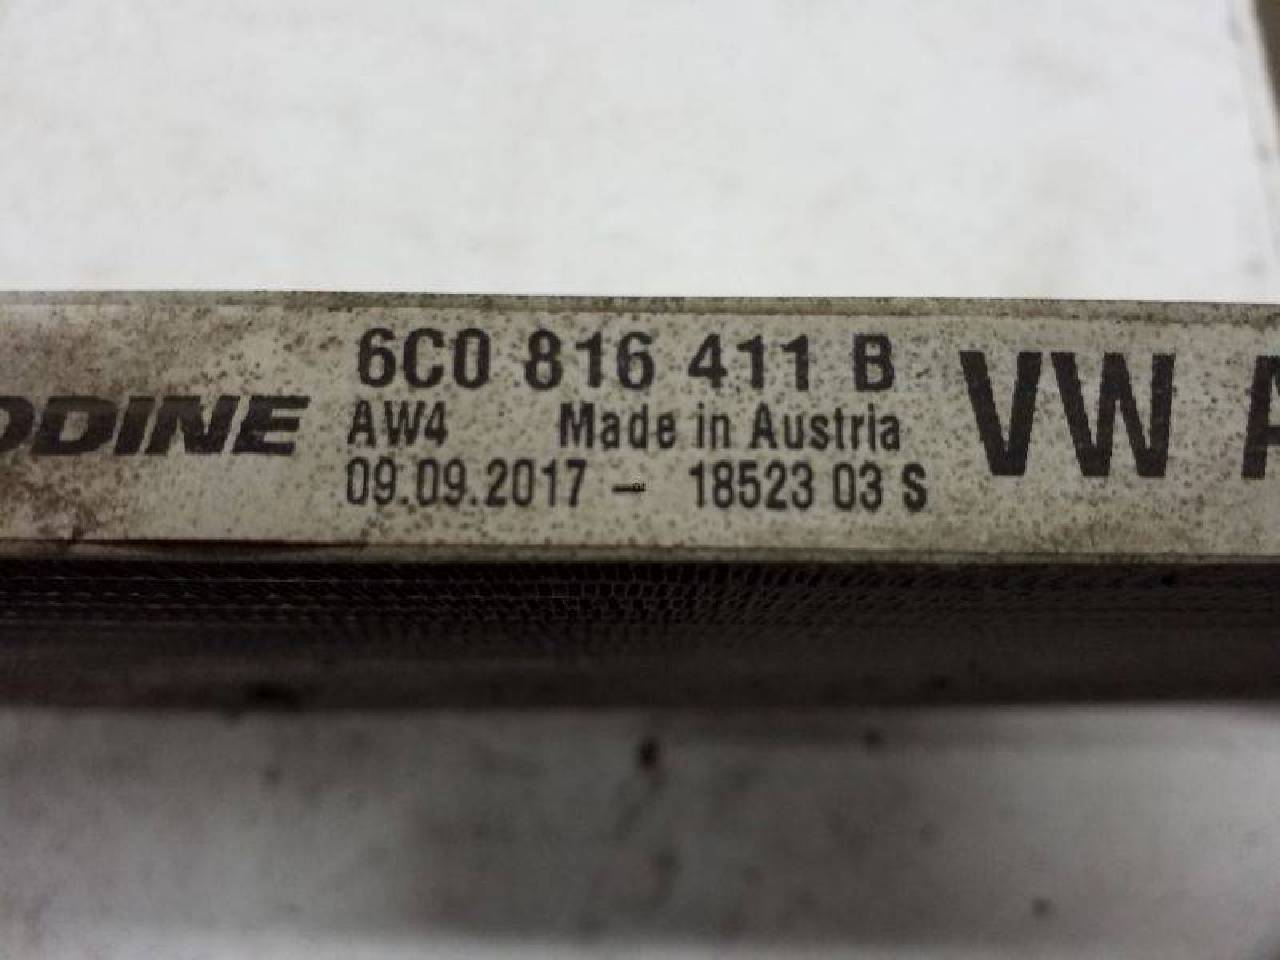 6C0 816 411 B
ODINE AW4 Made in Austria VW A
09.09.2017 - 18523 03 S